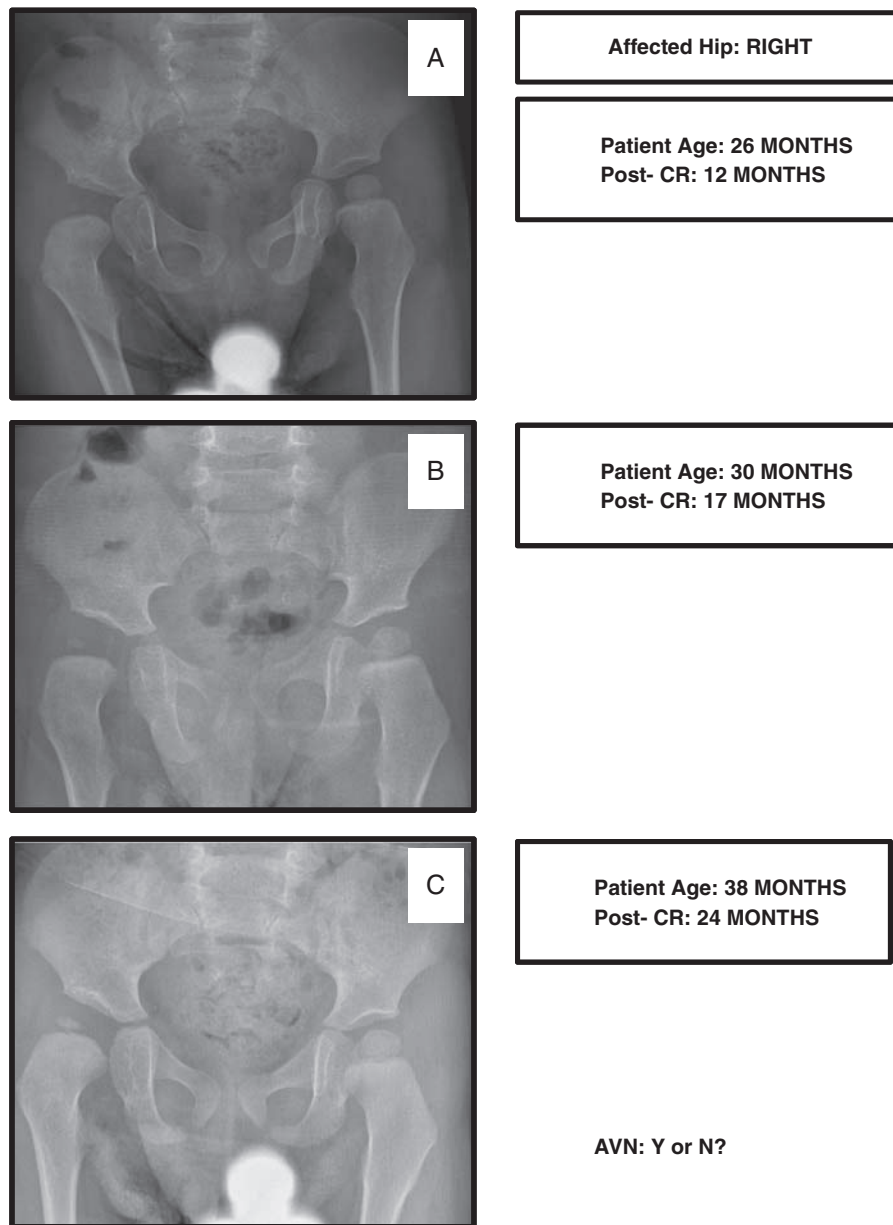 A
Affected Hip: RIGHT
Patient Age: 26 MONTHS
Post- CR: 12 MONTHS
B
Patient Age: 30 MONTHS
Post- CR: 17 MONTHS
C
Patient Age: 38 MONTHS
Post- CR: 24 MONTHS
AVN: Y or N?